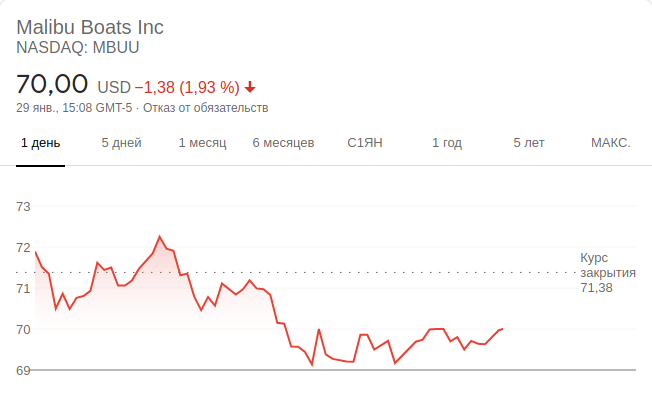 Malibu Boats Inc
NASDAQ: MBUU
70,00 USD −1,38 (1,93 %)
29 янв., 15:08 GMT-5 · Отказ от обязательств
1 день 5 дней 1 месяц 6 месяцев С1ЯН 1 год 5 лет МАКС.
73
72
Курс
закрытия
71,38
71
70
69